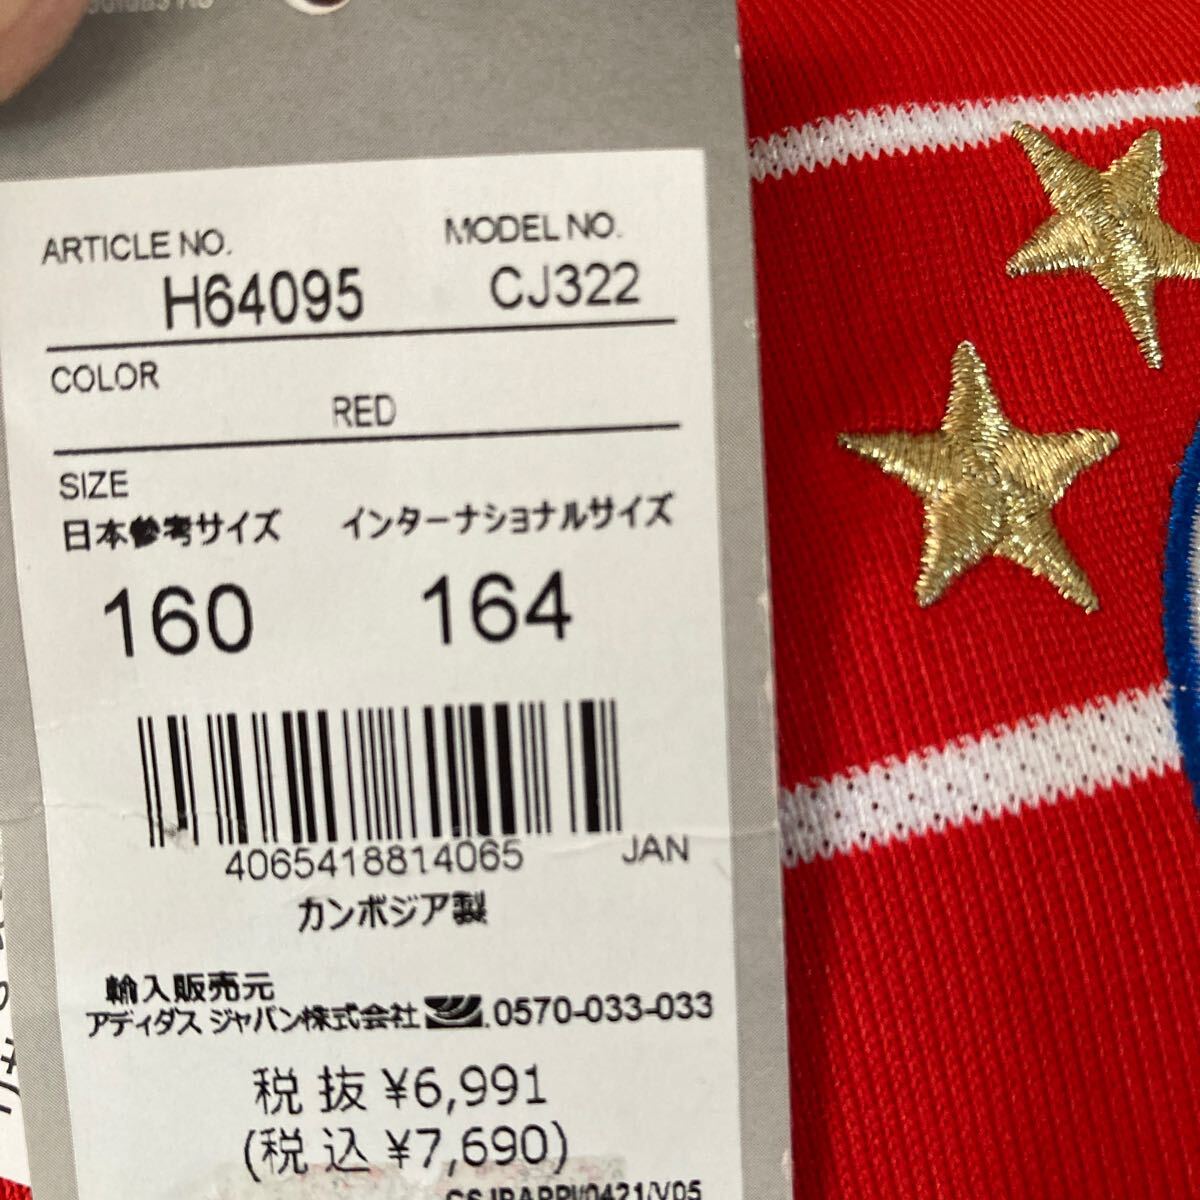 ARTICLE NO. MODEL NO.
H64095 CJ322
COLOR
RED
SIZE
日本参考サイズ インターナショナルサイズ
160 164
4065418814065 JAN
カンボジア製
輸入販売元
アディダス ジャパン株式会社 0570-033-033
税 抜 ¥6,991
(税 込 ¥7,690)